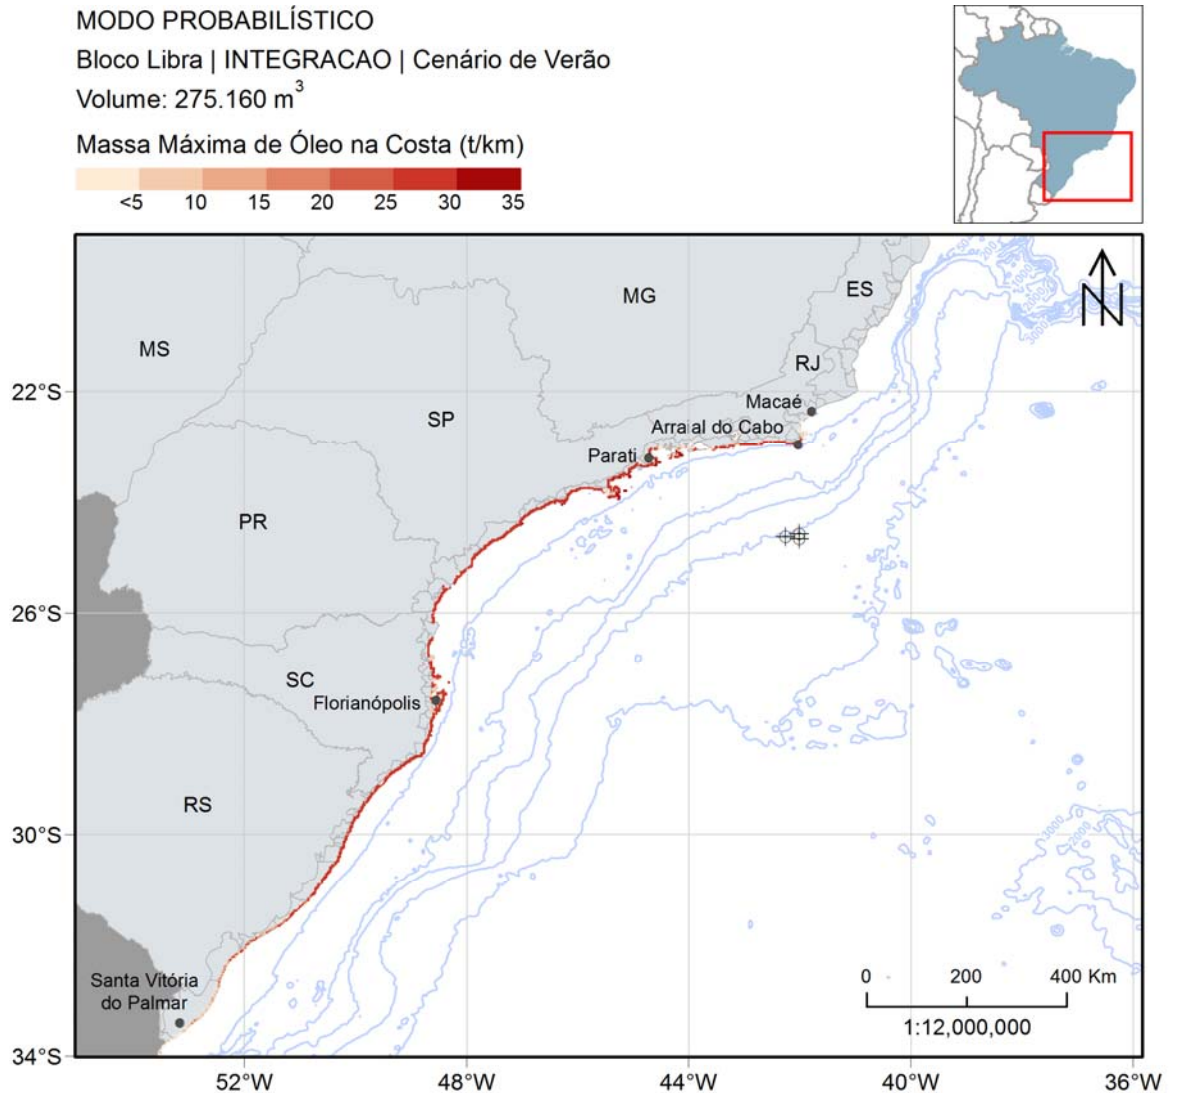 MODO PROBABILÍSTICO
Bloco Libra | INTEGRACAO | Cenário de Verão
Volume: 275.160 m³
Massa Máxima de Óleo na Costa (t/km)
<5 10 15 20 25 30 35
N
MG
ES
MS
RJ
22°S
Macaé
SP
Arraial do Cabo
Parati
PR
26°S
SC
Florianópolis
RS
30°S
Santa Vitória
do Palmar
0 200 400 Km
1:12,000,000
34°S
52°W 48°W 44°W 40°W 36°W